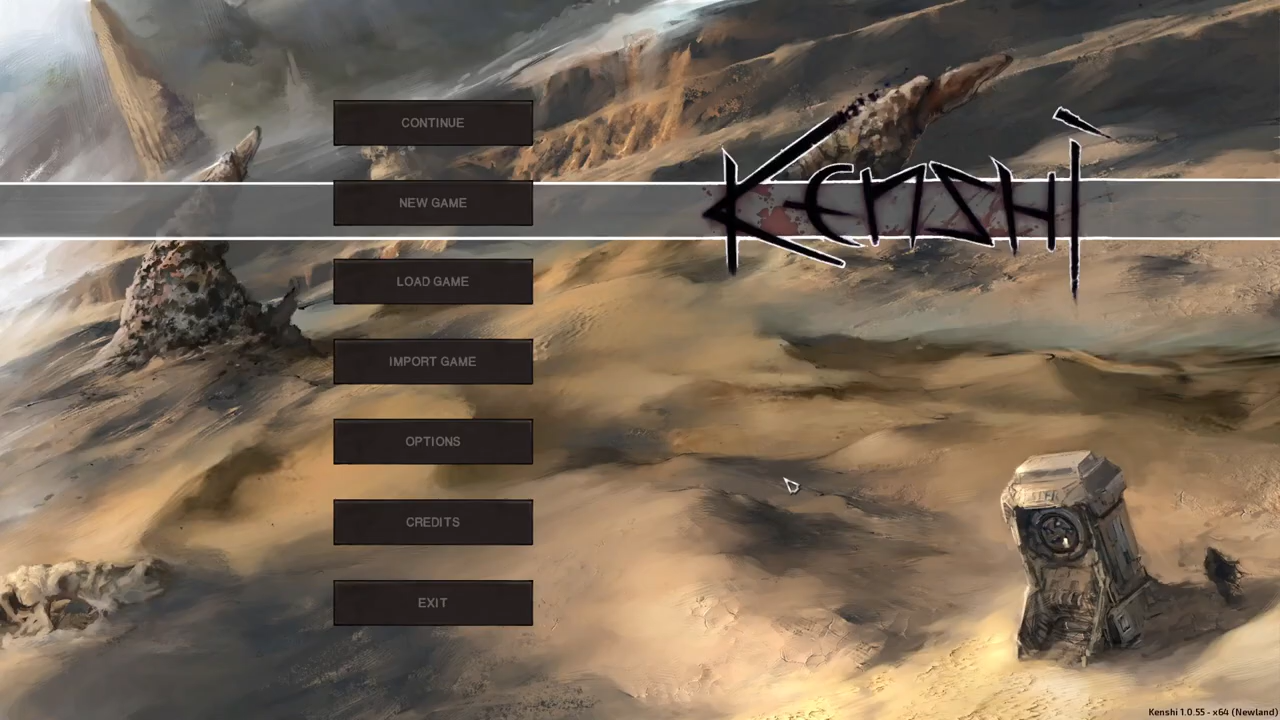 CONTINUE
KENSHI
NEW GAME
LOAD GAME
IMPORT GAME
OPTIONS
CREDITS
EXIT
Kenshi 1.0.55 - x64 (Newland)